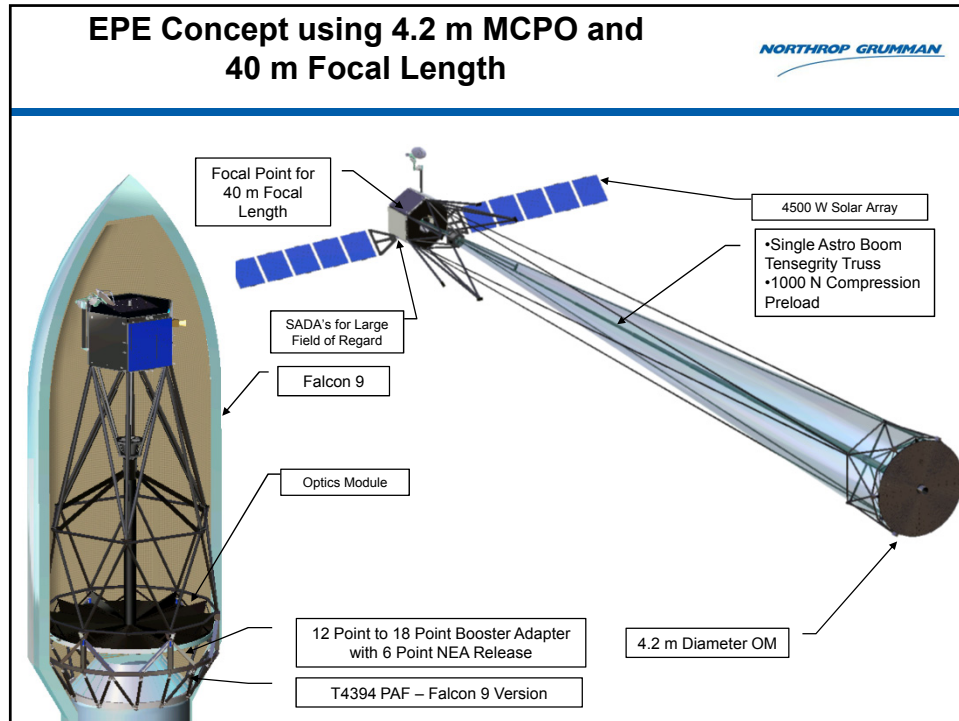 EPE Concept using 4.2 m MCPO and
40 m Focal Length
NORTHROP GRUMMAN
Focal Point for
40 m Focal
Length
4500 W Solar Array
•Single Astro Boom
Tensegrity Truss
•1000 N Compression
Preload
SADA's for Large
Field of Regard
Falcon 9
Optics Module
12 Point to 18 Point Booster Adapter
with 6 Point NEA Release
4.2 m Diameter OM
T4394 PAF – Falcon 9 Version